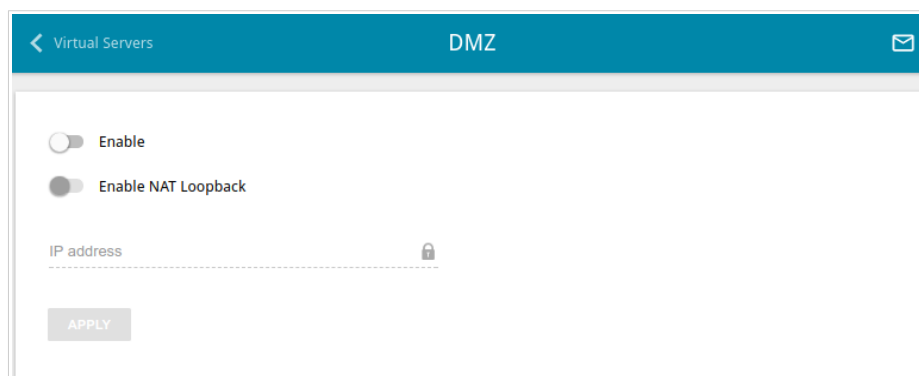 Virtual Servers
DMZ
Enable
Enable NAT Loopback
IP address
APPLY